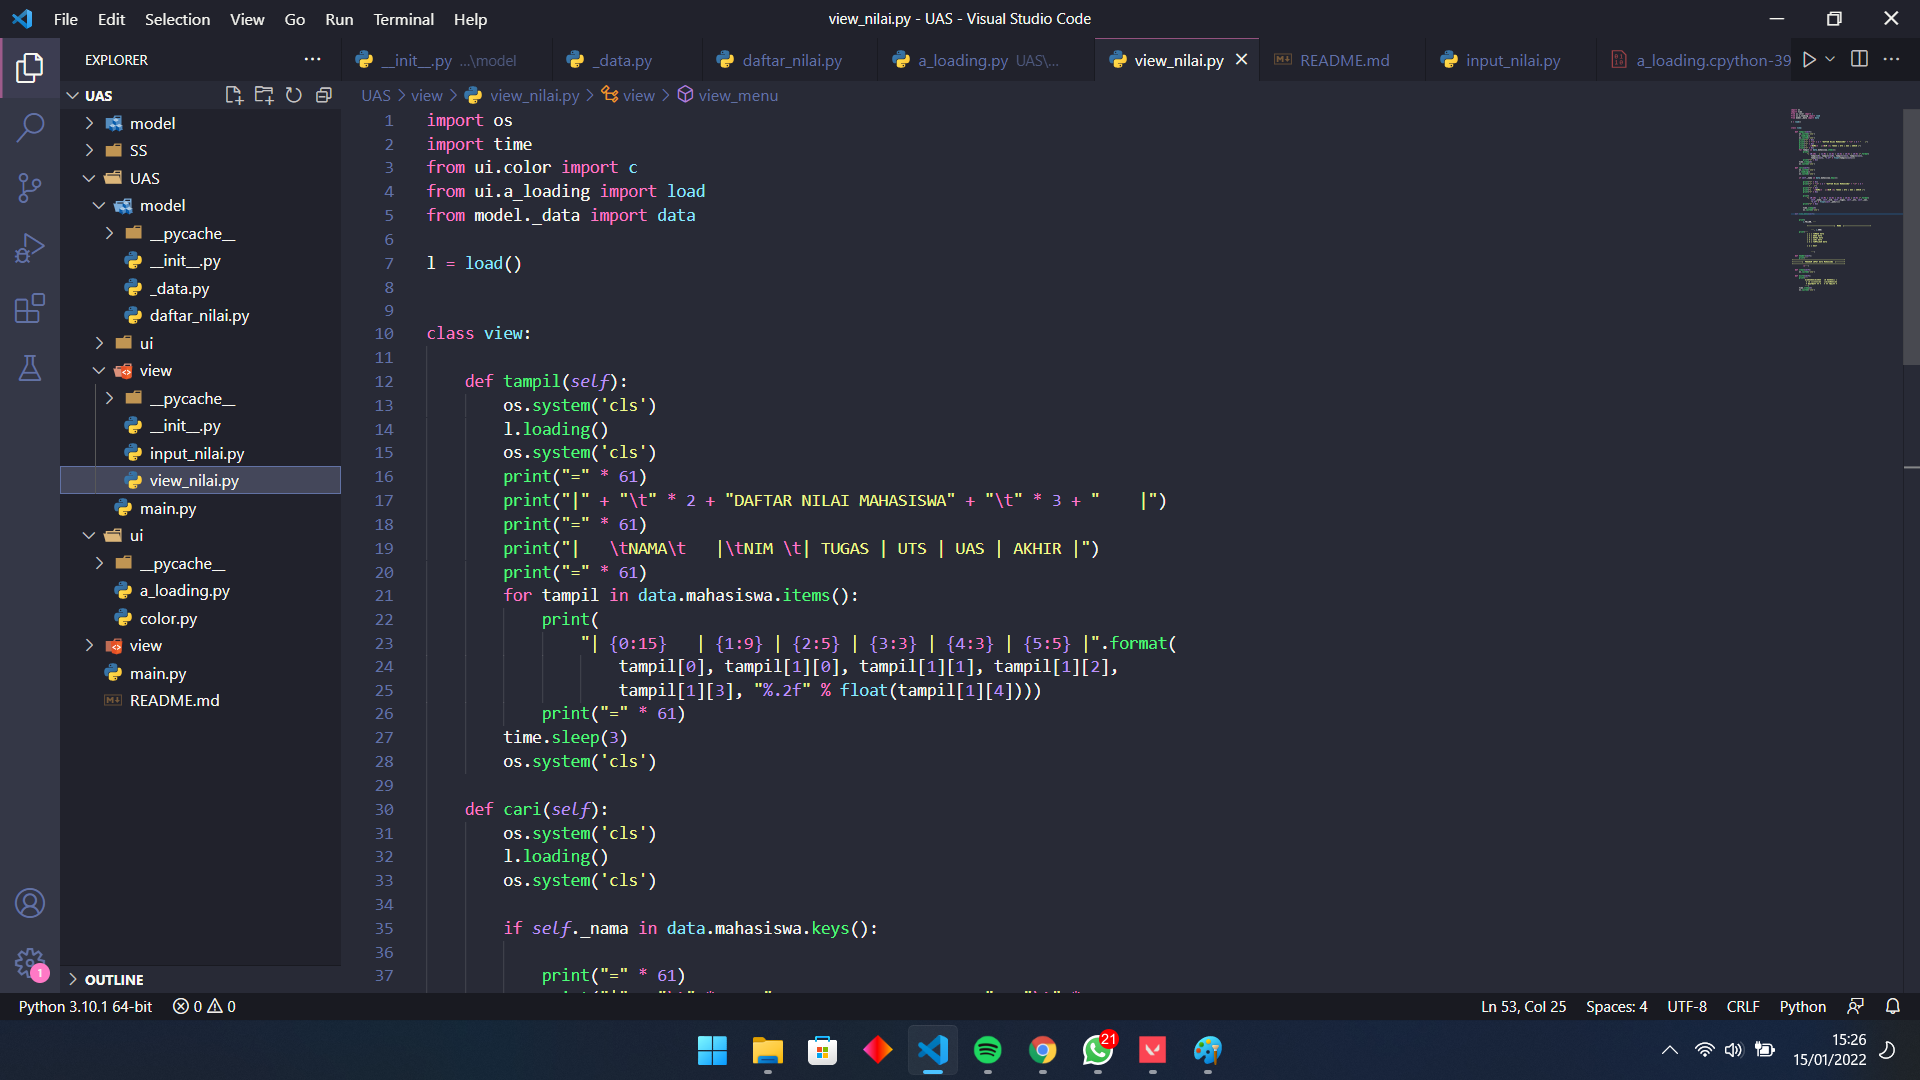 File Edit Selection View Go Run Terminal Help
view_nilai.py - UAS - Visual Studio Code
EXPLORER
__init__.py ...\model
_data.py
daftar_nilai.py
a_loading.py UAS\...
view_nilai.py
README.md
input_nilai.py
a_loading.cpython-39
UAS
model
SS
UAS
model
__pycache__
__init__.py
_data.py
daftar_nilai.py
ui
view
__pycache__
__init__.py
input_nilai.py
view_nilai.py
main.py
ui
__pycache__
a_loading.py
color.py
view
main.py
README.md
OUTLINE
UAS > view > view_nilai.py > view > view_menu
1 import os
2 import time
3 from ui.color import c
4 from ui.a_loading import load
5 from model._data import data
6
7 l = load()
8
9
10 class view:
11
12     def tampil(self):
13         os.system('cls')
14         l.loading()
15         os.system('cls')
16         print("=" * 61)
17         print("|" + "\t" * 2 + "DAFTAR NILAI MAHASISWA" + "\t" * 3 + "    |")
18         print("=" * 61)
19         print("|   \tNAMA\t   |\tNIM \t| TUGAS | UTS | UAS | AKHIR |")
20         print("=" * 61)
21         for tampil in data.mahasiswa.items():
22             print(
23                 "| {0:15}   | {1:9} | {2:5} | {3:3} | {4:3} | {5:5} |".format(
24                     tampil[0], tampil[1][0], tampil[1][1], tampil[1][2],
25                     tampil[1][3], "%.2f" % float(tampil[1][4])))
26             print("=" * 61)
27         time.sleep(3)
28         os.system('cls')
29
30     def cari(self):
31         os.system('cls')
32         l.loading()
33         os.system('cls')
34
35         if self._nama in data.mahasiswa.keys():
36
37             print("=" * 61)
1
Python 3.10.1 64-bit 0 0
Ln 53, Col 25 Spaces: 4 UTF-8 CRLF Python
21
15:26
15/01/2022